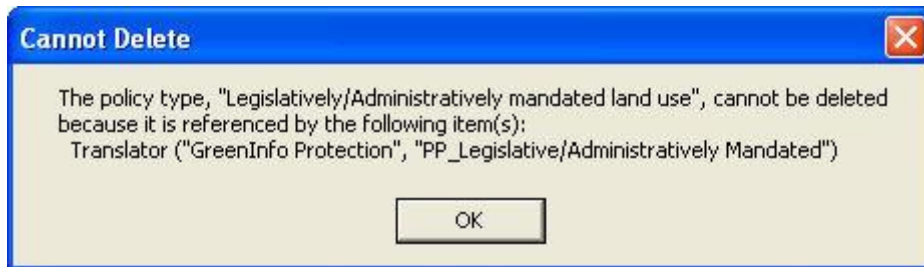 Cannot Delete
The policy type, "Legislatively/Administratively mandated land use", cannot be deleted
because it is referenced by the following item(s):
Translator ("GreenInfo Protection", "PP_Legislative/Administratively Mandated")
OK